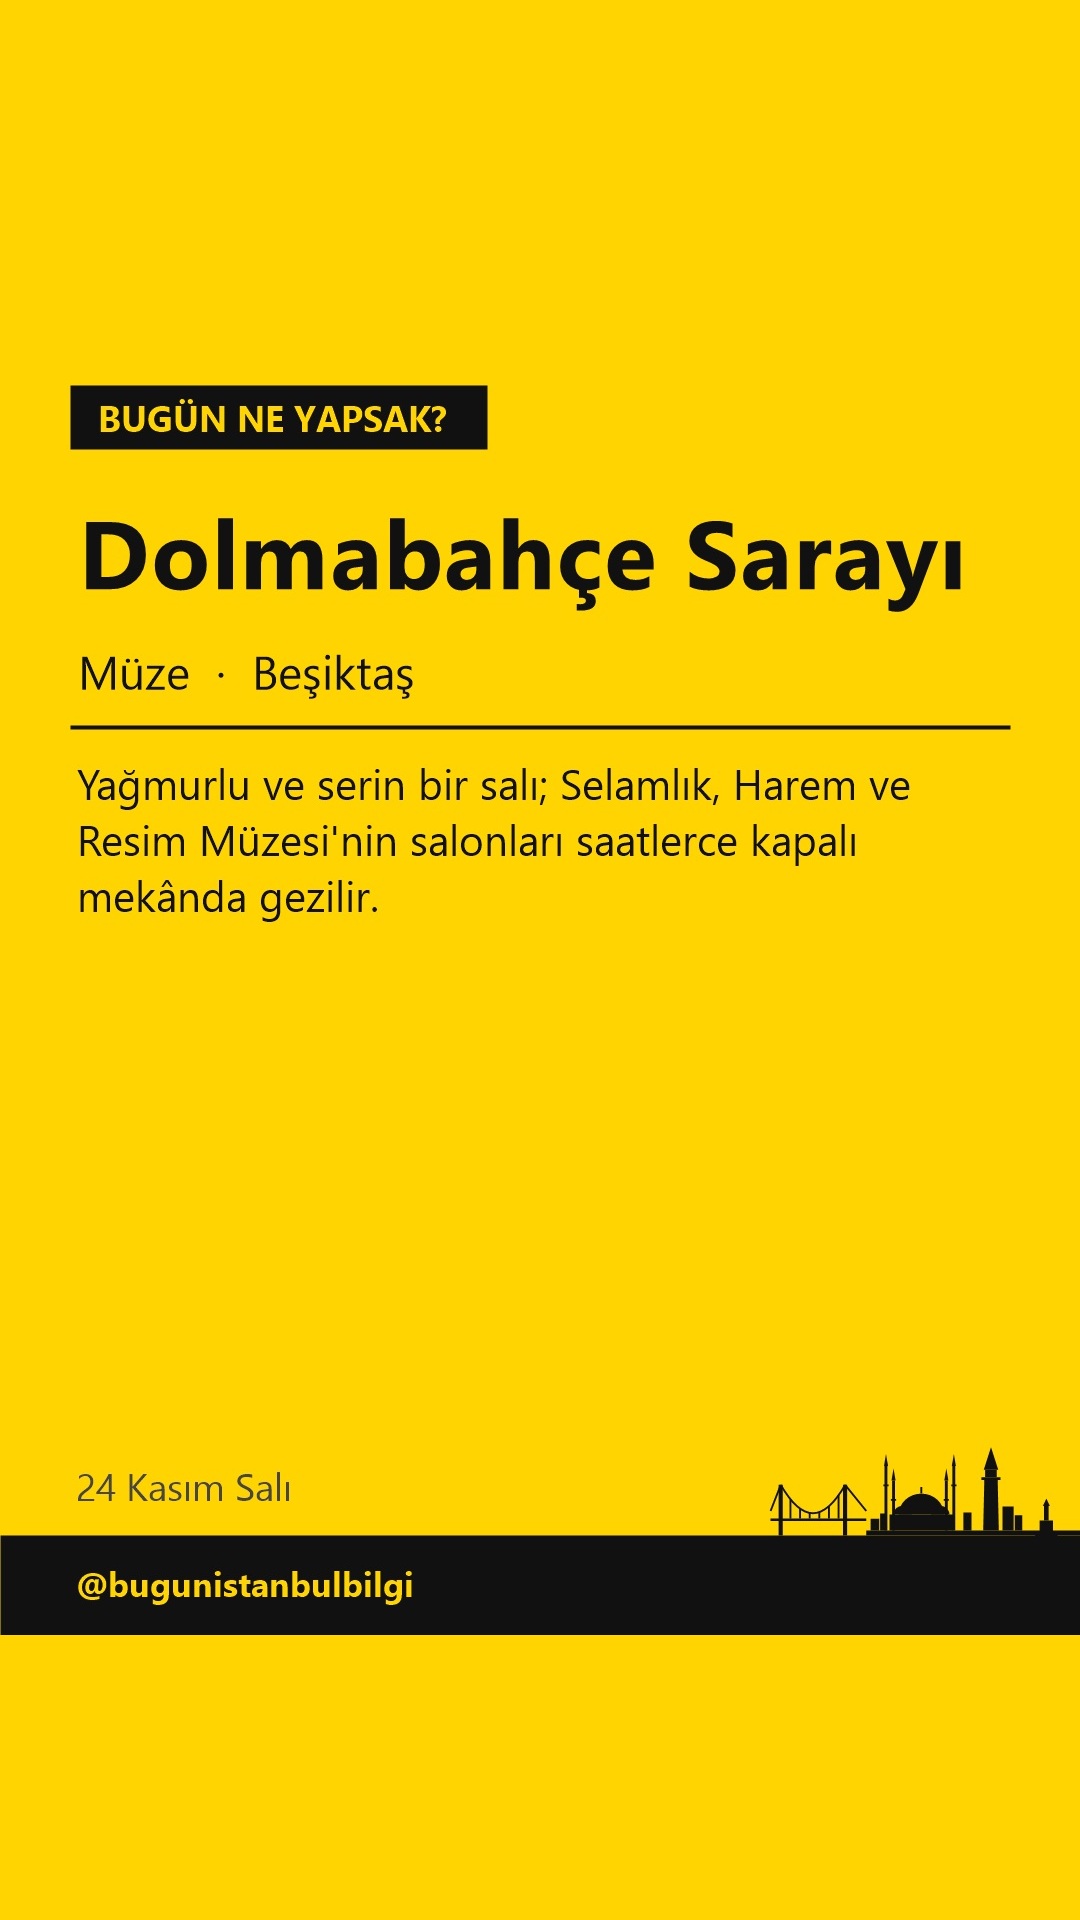 BUGÜN NE YAPSAK?
Dolmabahçe Sarayı
Müze · Beşiktaş
Yağmurlu ve serin bir salı; Selamlık, Harem ve
Resim Müzesi'nin salonları saatlerce kapalı
mekânda gezilir.
24 Kasım Salı
@bugunistanbulbilgi